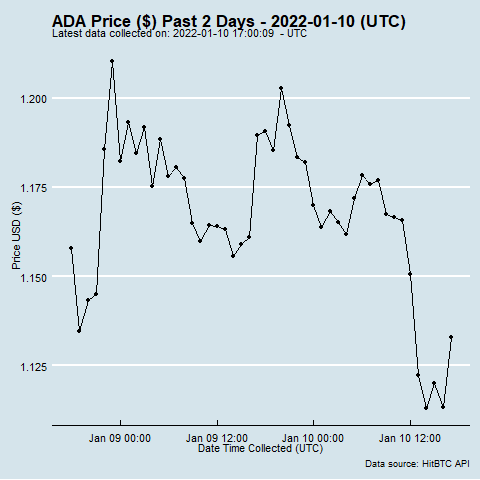 ADA Price ($) Past 2 Days - 2022-01-10 (UTC)
Latest data collected on: 2022-01-10 17:00:09 - UTC
1.200
1.175
1.150
1.125
Price USD ($)
Jan 09 00:00 Jan 09 12:00 Jan 10 00:00 Jan 10 12:00
Date Time Collected (UTC)
Data source: HitBTC API